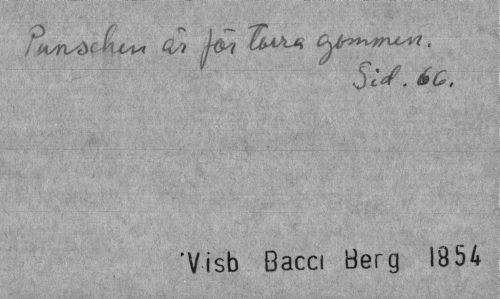 Punschen är för torra gommen.
Sid. 66.
Visb Bacci Berg 1854